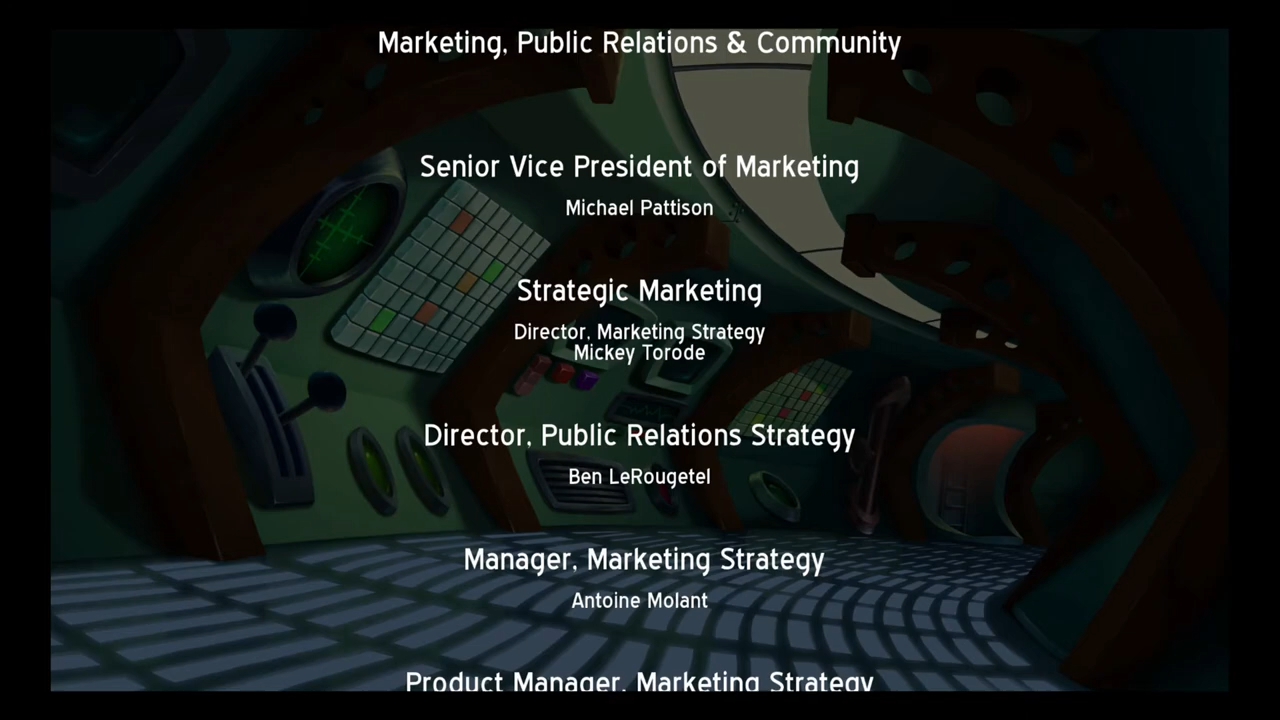 Marketing, Public Relations & Community
Senior Vice President of Marketing
Michael Pattison
Strategic Marketing
Director, Marketing Strategy
Mickey Torode
Director, Public Relations Strategy
Ben LeRougetel
Manager, Marketing Strategy
Antoine Molant
Product Manager, Marketing Strategy